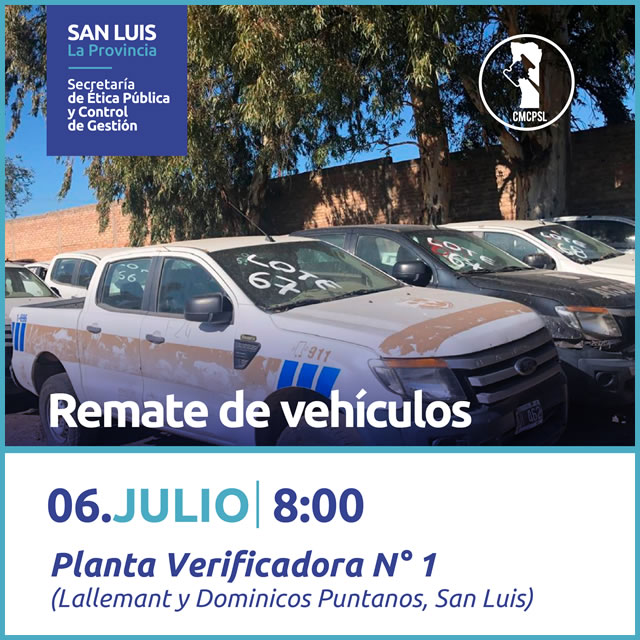 SAN LUIS
La Provincia
Secretaría
de Ética Pública
y Control
de Gestión
CMCPSL
LOTE
67
911
Remate de vehículos
06.JULIO| 8:00
Planta Verificadora N° 1
(Lallemant y Dominicos Puntanos, San Luis)